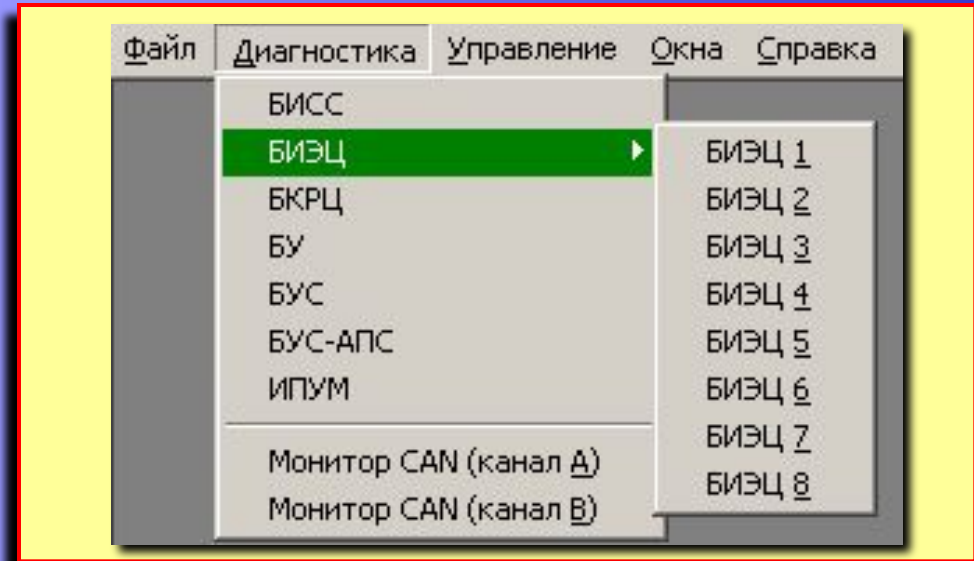 Файл Диагностика Управление Окна Справка
БИСС
БИЭЦ
БКРЦ
БУ
БУС
БУС-АПС
ИПУМ
Монитор CAN (канал A)
Монитор CAN (канал B)
БИЭЦ 1
БИЭЦ 2
БИЭЦ 3
БИЭЦ 4
БИЭЦ 5
БИЭЦ 6
БИЭЦ 7
БИЭЦ 8